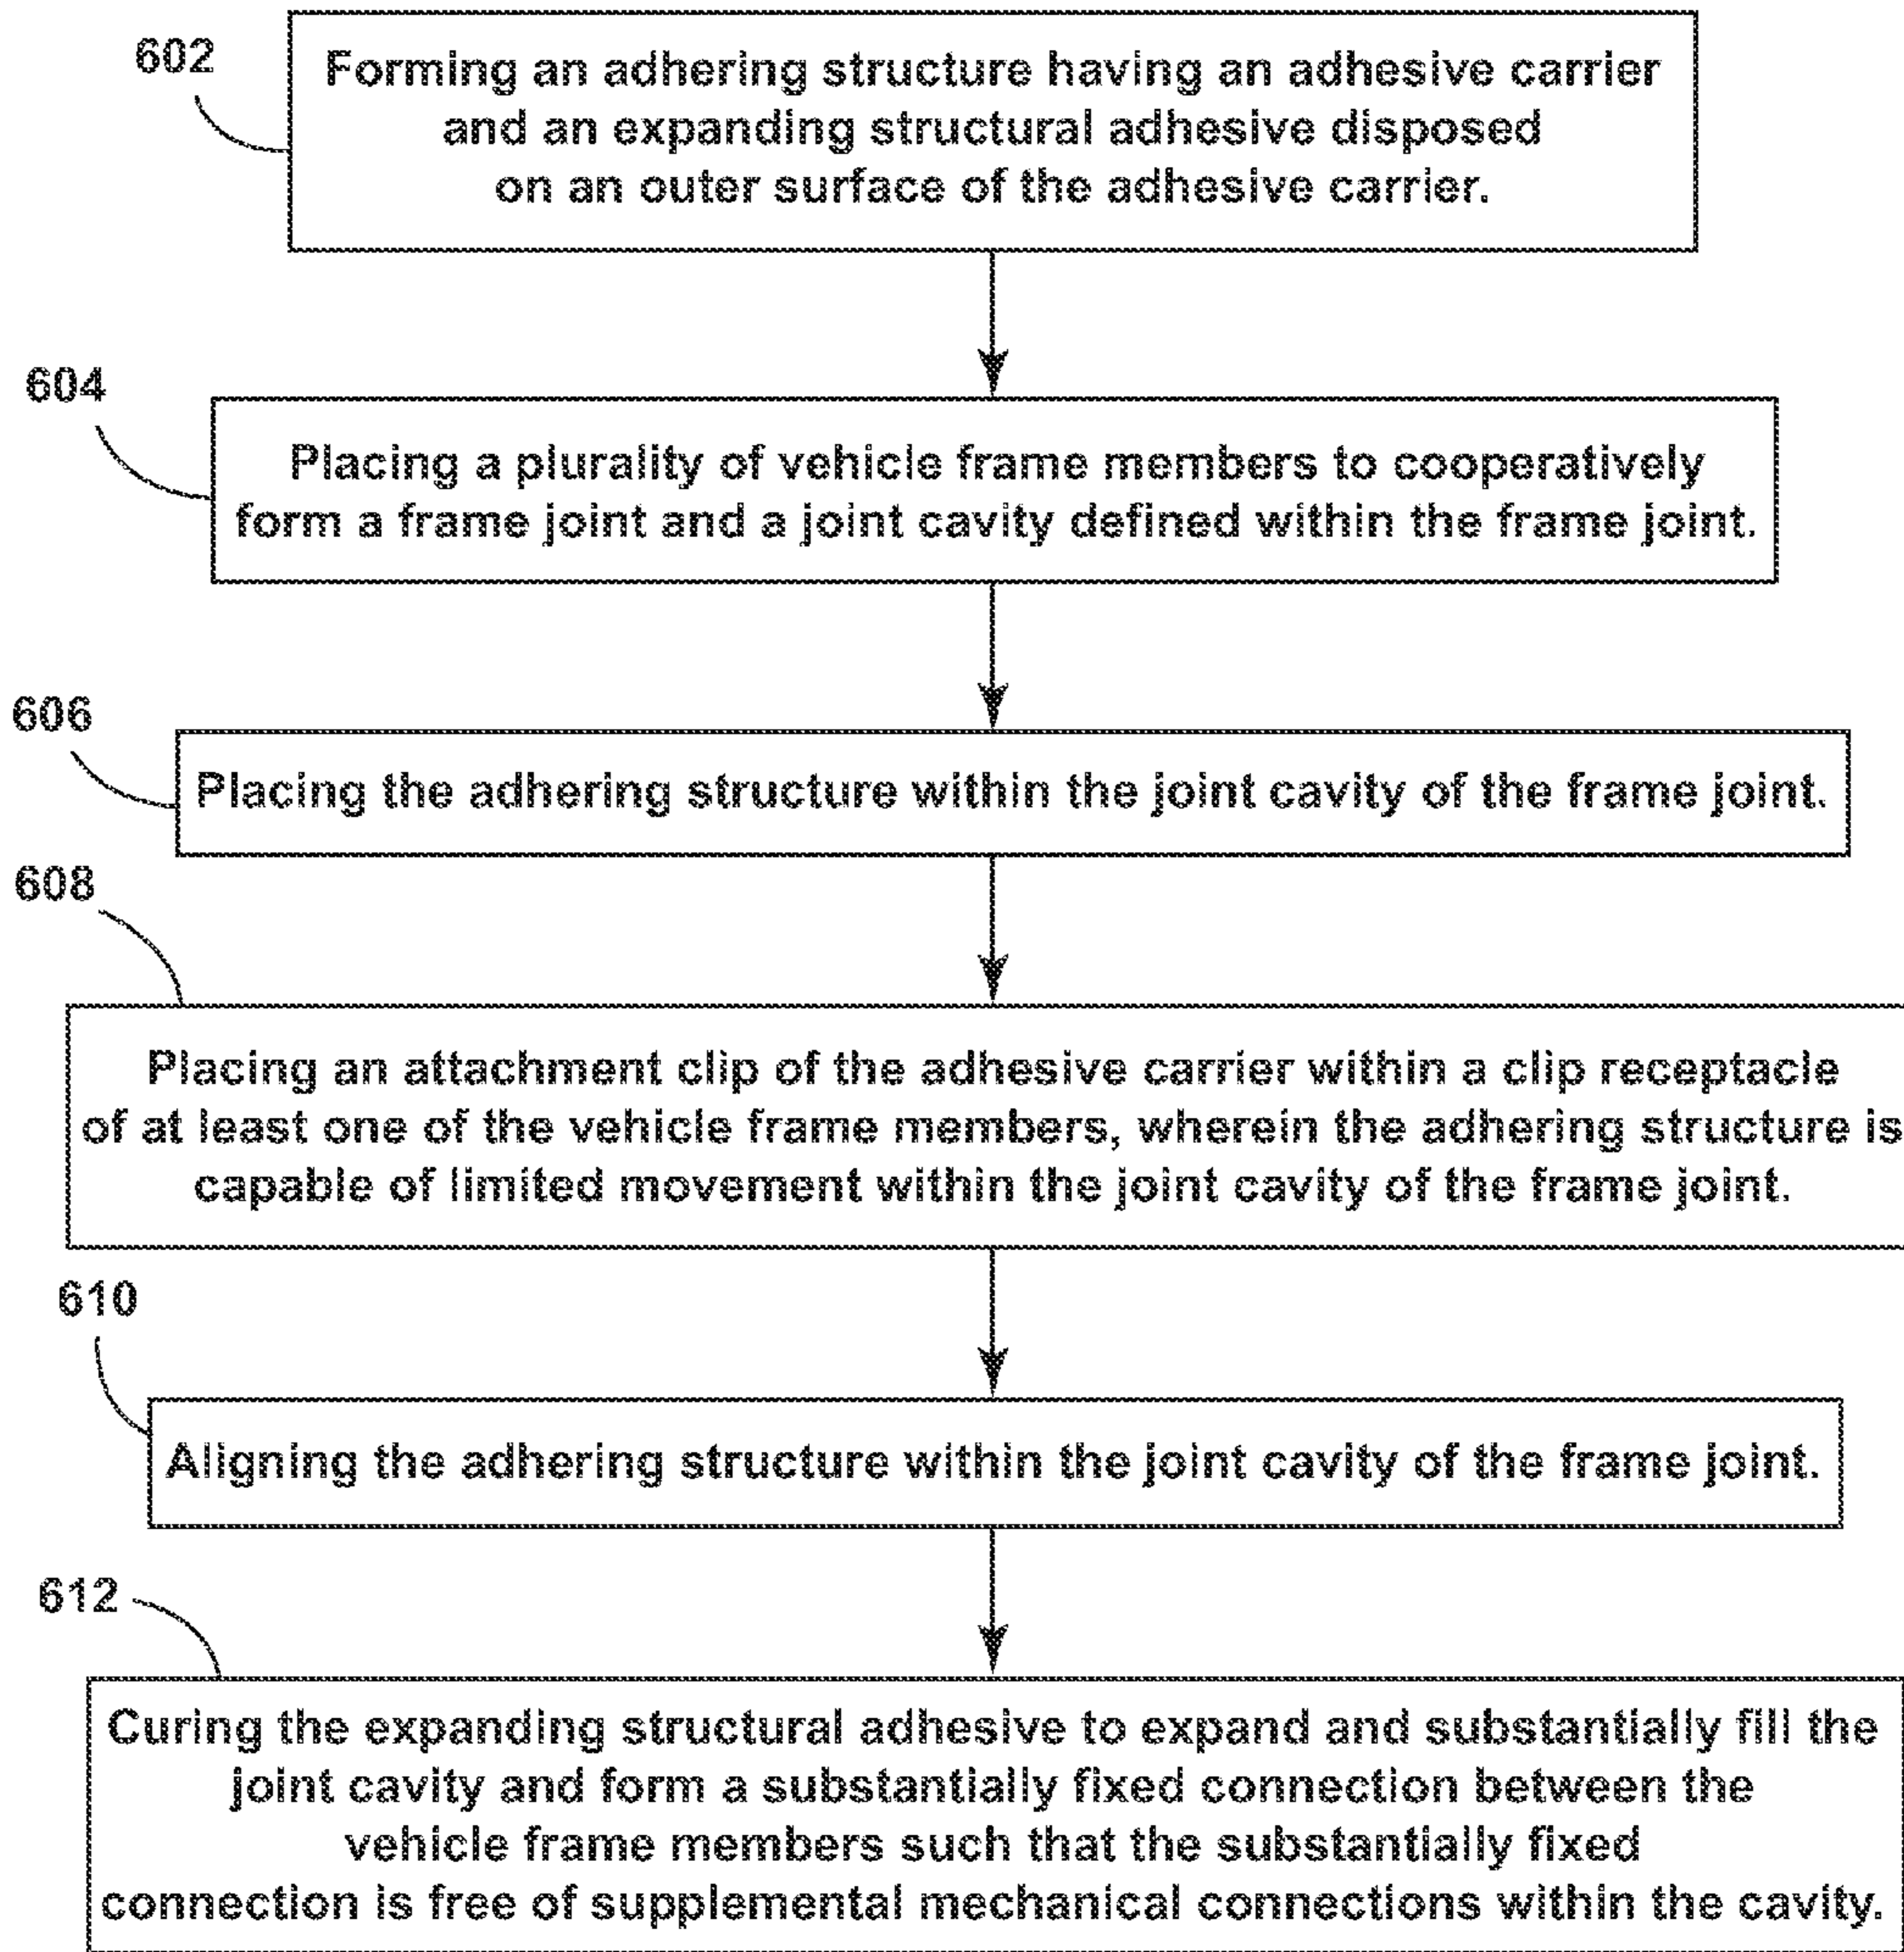 602
Forming an adhering structure having an adhesive carrier
and an expanding structural adhesive disposed
on an outer surface of the adhesive carrier.
604
Placing a plurality of vehicle frame members to cooperatively
form a frame joint and a joint cavity defined within the frame joint.
606
Placing the adhering structure within the joint cavity of the frame joint.
608
Placing an attachment clip of the adhesive carrier within a clip receptacle
of at least one of the vehicle frame members, wherein the adhering structure is
capable of limited movement within the joint cavity of the frame joint.
610
Aligning the adhering structure within the joint cavity of the frame joint.
612
Curing the expanding structural adhesive to expand and substantially fill the
joint cavity and form a substantially fixed connection between the
vehicle frame members such that the substantially fixed
connection is free of supplemental mechanical connections within the cavity.